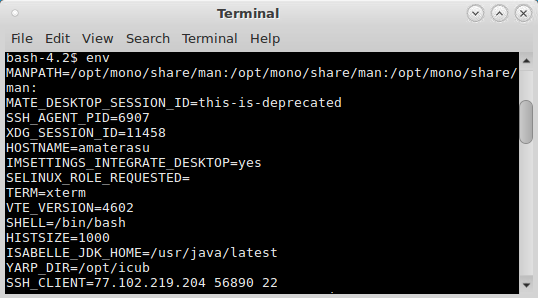 Terminal
File Edit View Search Terminal Help
bash-4.2$ env
MANPATH=/opt/mono/share/man:/opt/mono/share/man:/opt/mono/share/
man:
MATE_DESKTOP_SESSION_ID=this-is-deprecated
SSH_AGENT_PID=6907
XDG_SESSION_ID=11458
HOSTNAME=amaterasu
IMSETTINGS_INTEGRATE_DESKTOP=yes
SELINUX_ROLE_REQUESTED=
TERM=xterm
VTE_VERSION=4602
SHELL=/bin/bash
HISTSIZE=1000
ISABELLE_JDK_HOME=/usr/java/latest
YARP_DIR=/opt/icub
SSH_CLIENT=77.102.219.204 56890 22